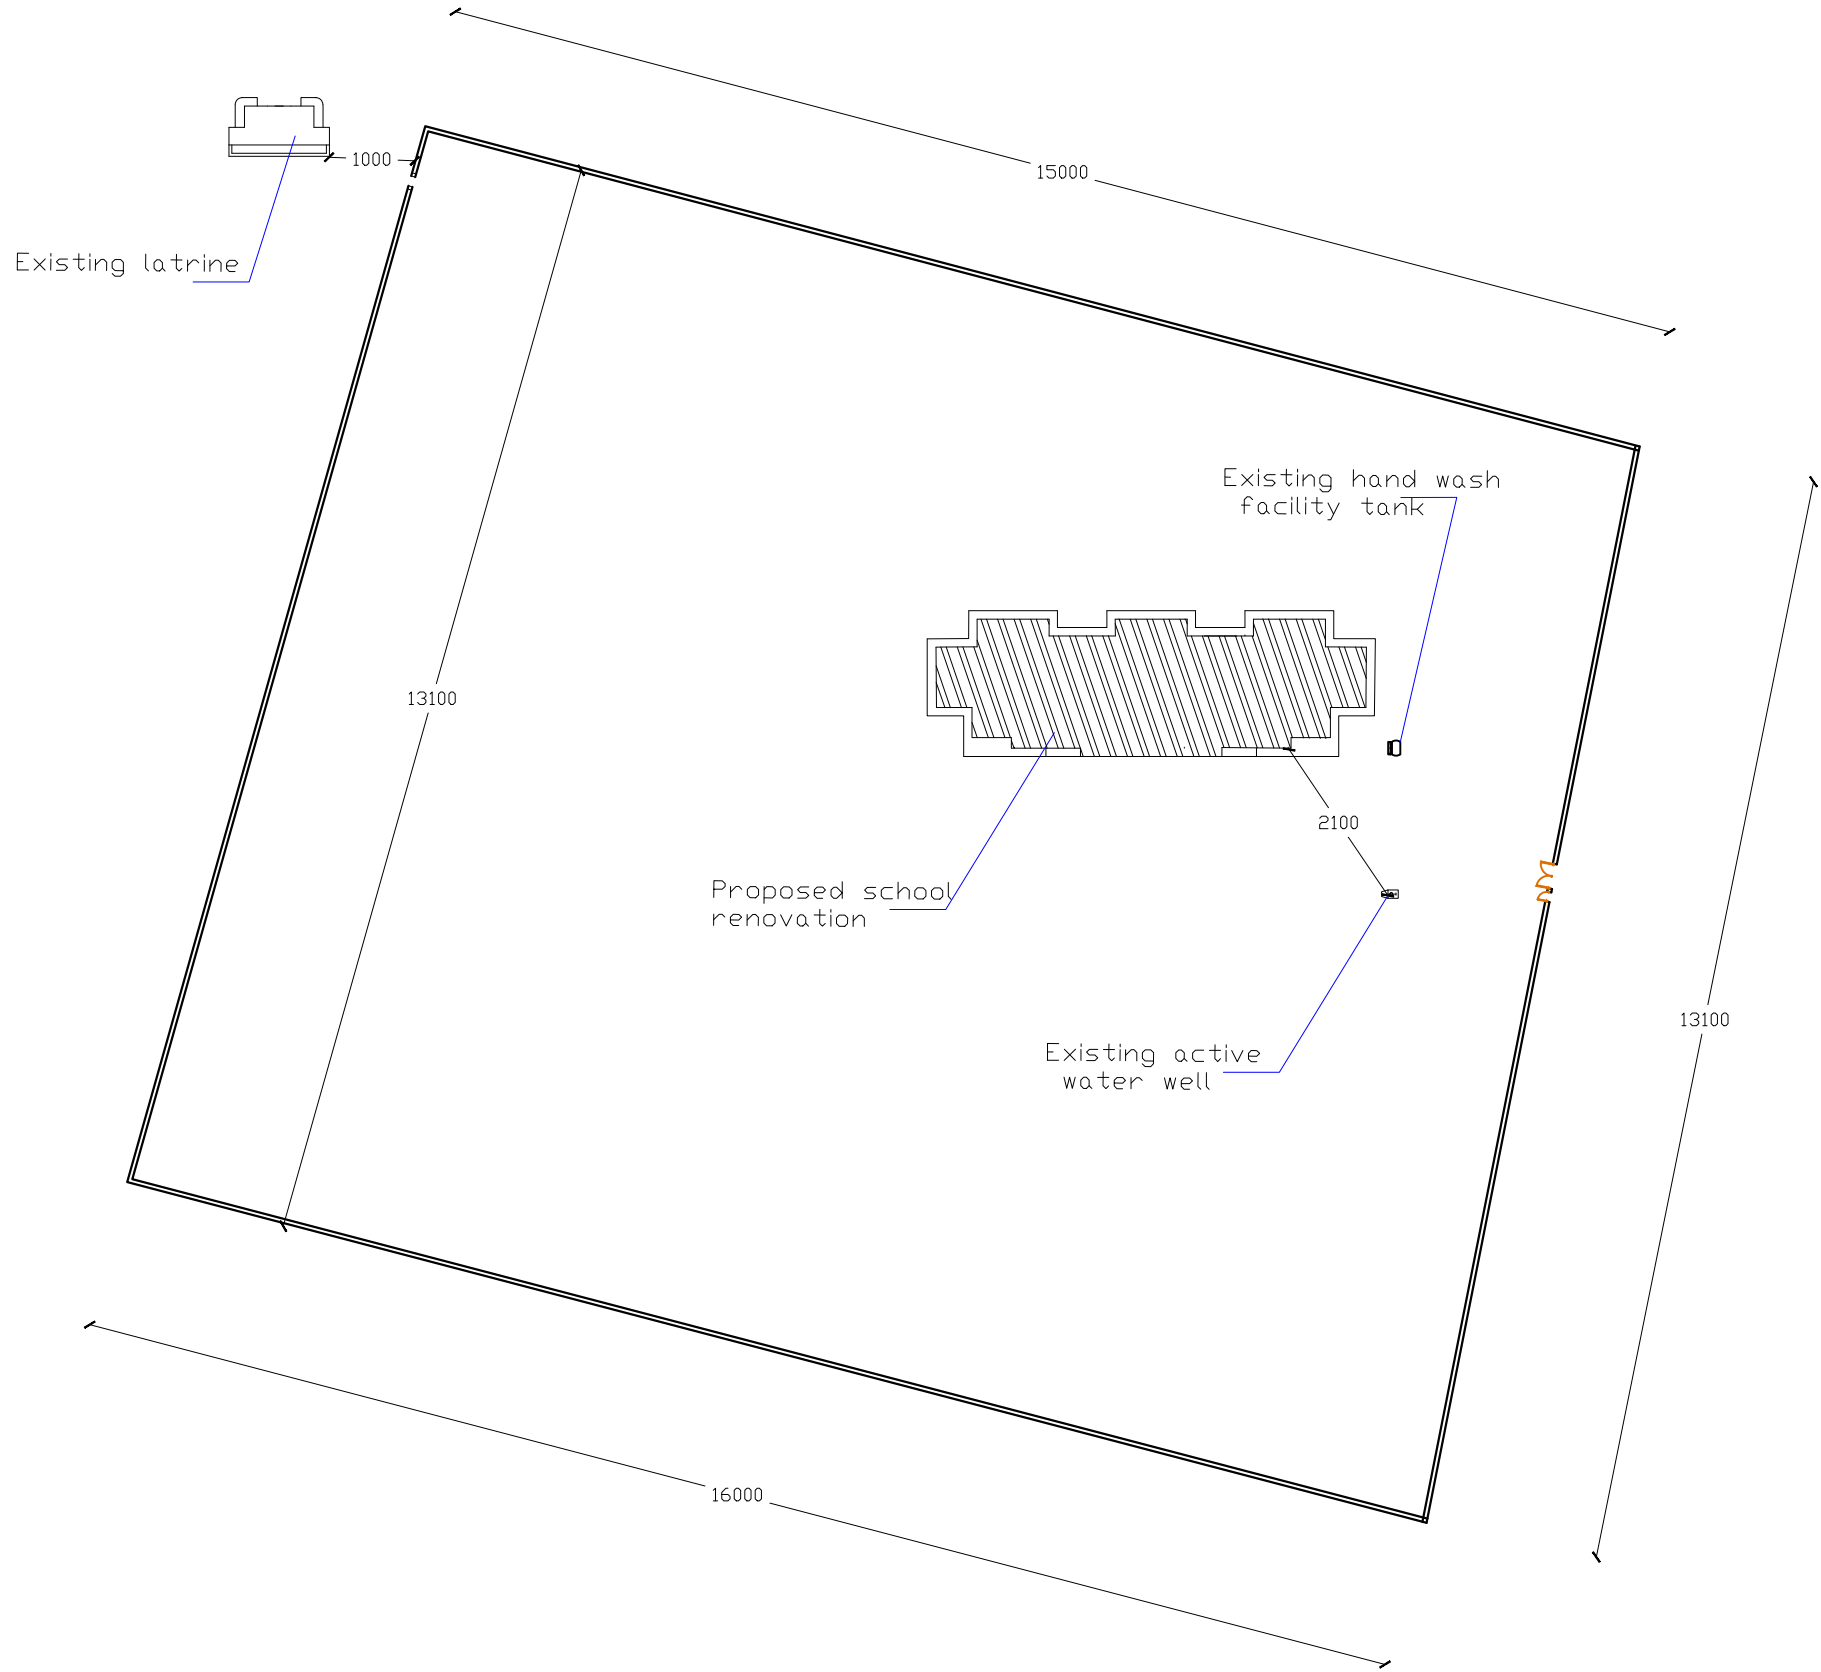 15000
1000
Existing latrine
Existing hand wash
facility tank
13100
2100
Proposed school
renovation
13100
Existing active
water well
16000